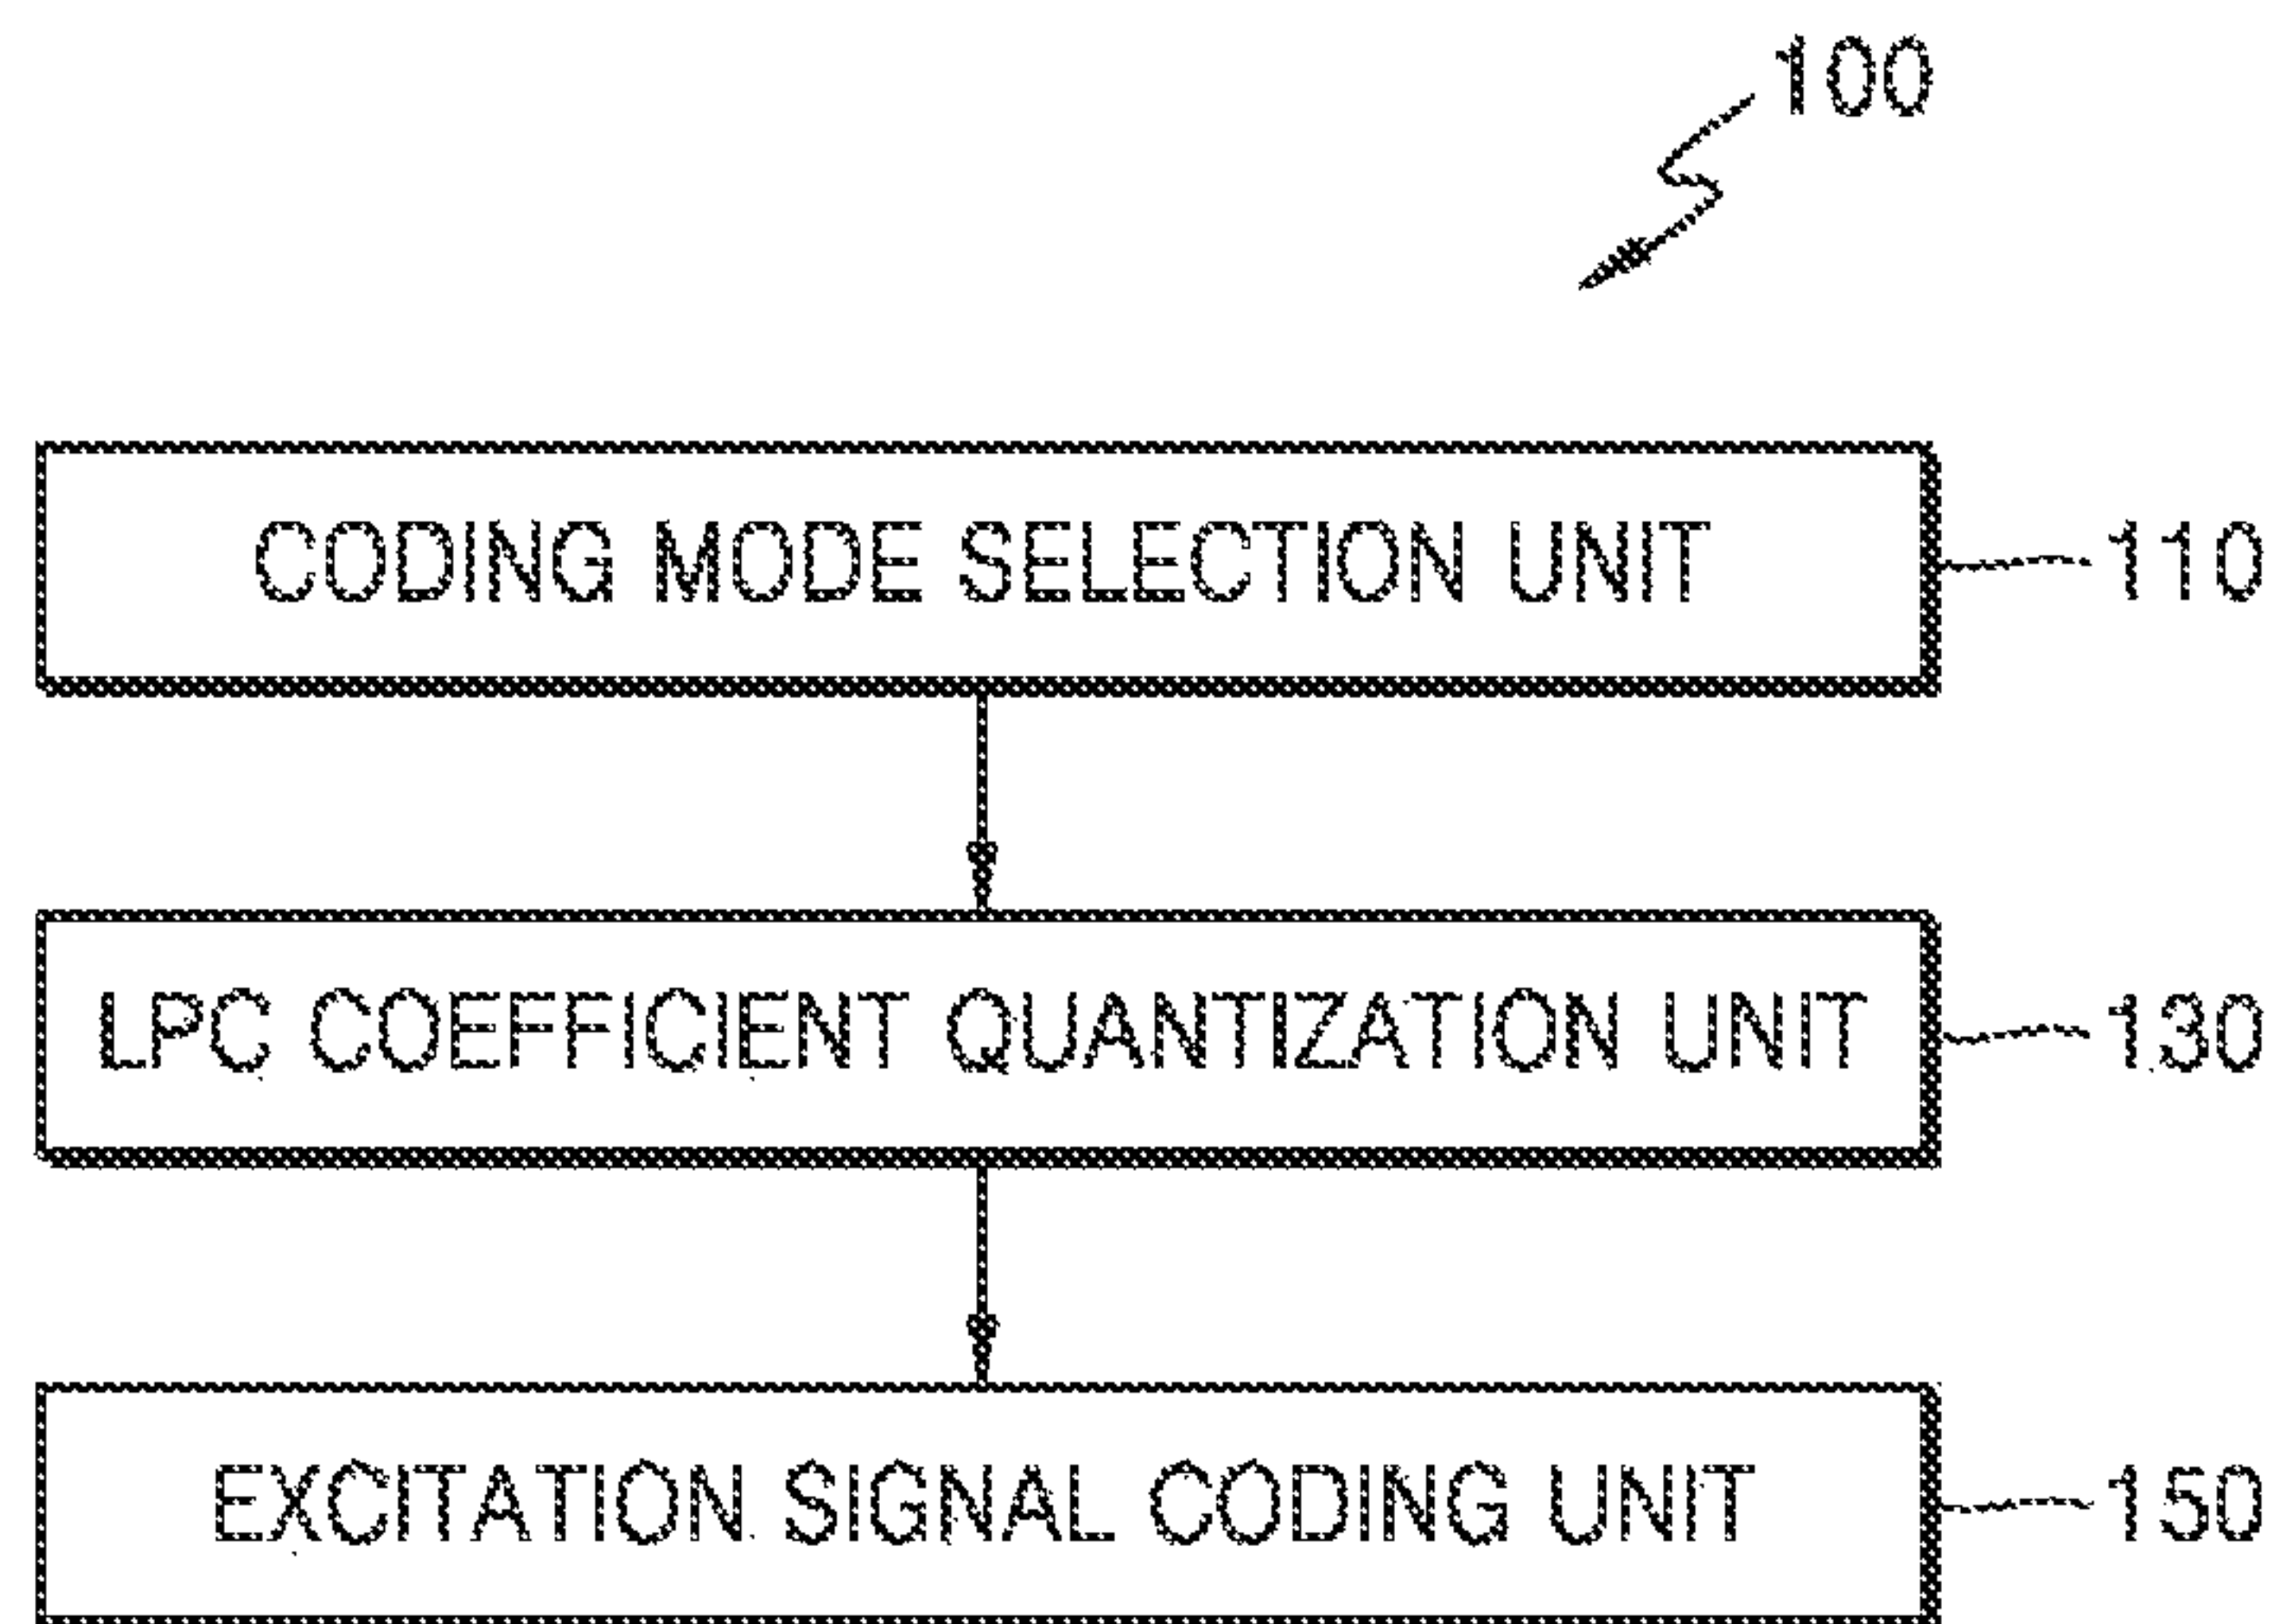 100
CODING MODE SELECTION UNIT
110
LPC COEFFICIENT QUANTIZATION UNIT
130
EXCITATION SIGNAL CODING UNIT
150